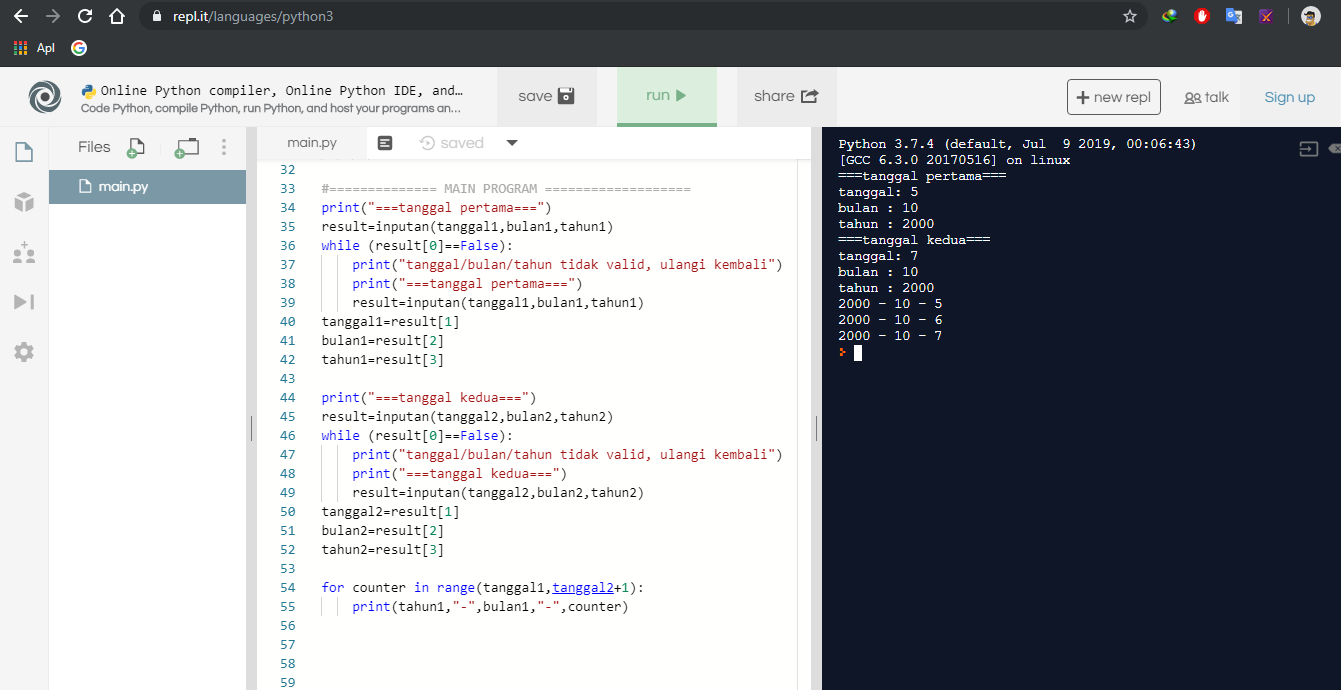 repl.it/languages/python3
Apl
Online Python compiler, Online Python IDE, and…
Code Python, compile Python, run Python, and host your programs an…
save
run
share
+ new repl
talk
Sign up
Files
main.py
saved
main.py
32
33 #============== MAIN PROGRAM ===================
34 print("===tanggal pertama===")
35 result=inputan(tanggal1,bulan1,tahun1)
36 while (result[0]==False):
37 print("tanggal/bulan/tahun tidak valid, ulangi kembali")
38 print("===tanggal pertama===")
39 result=inputan(tanggal1,bulan1,tahun1)
40 tanggal1=result[1]
41 bulan1=result[2]
42 tahun1=result[3]
43
44 print("===tanggal kedua===")
45 result=inputan(tanggal2,bulan2,tahun2)
46 while (result[0]==False):
47 print("tanggal/bulan/tahun tidak valid, ulangi kembali")
48 print("===tanggal kedua===")
49 result=inputan(tanggal2,bulan2,tahun2)
50 tanggal2=result[1]
51 bulan2=result[2]
52 tahun2=result[3]
53
54 for counter in range(tanggal1,tanggal2+1):
55 print(tahun1,"-",bulan1,"-",counter)
56
57
58
59
Python 3.7.4 (default, Jul  9 2019, 00:06:43)
[GCC 6.3.0 20170516] on linux
===tanggal pertama===
tanggal: 5
bulan : 10
tahun : 2000
===tanggal kedua===
tanggal: 7
bulan : 10
tahun : 2000
2000 - 10 - 5
2000 - 10 - 6
2000 - 10 - 7